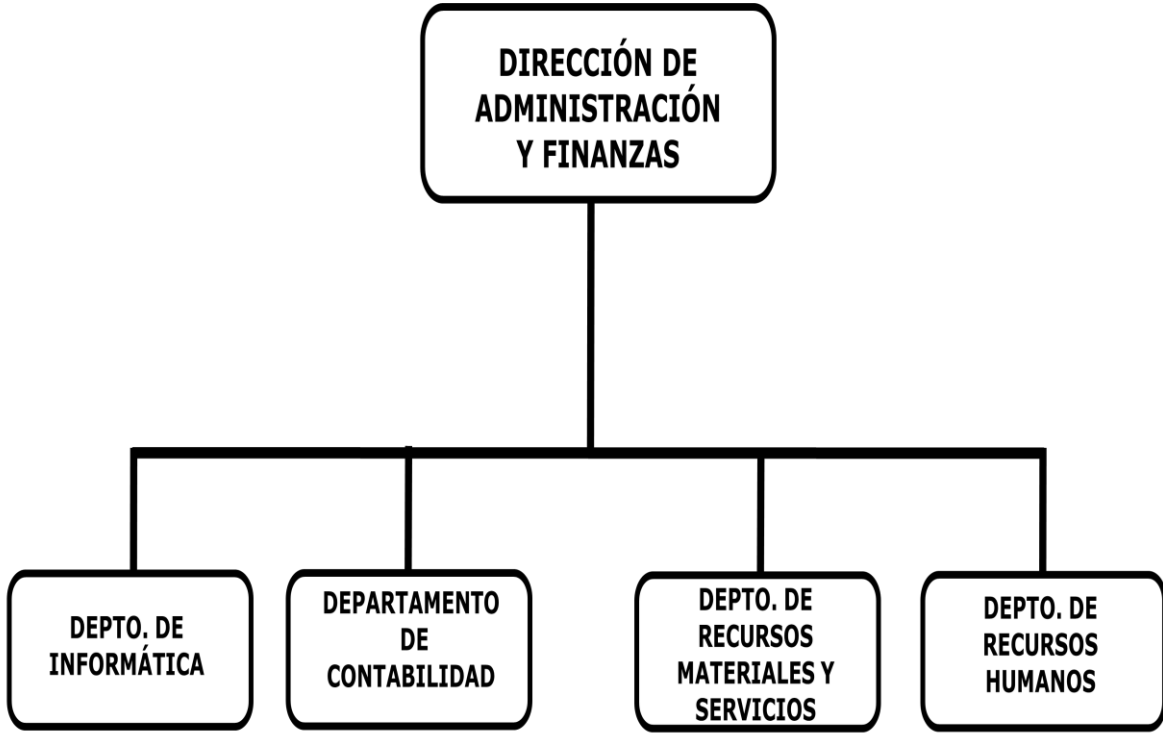 DIRECCIÓN DE
ADMINISTRACIÓN
Y FINANZAS
DEPTO. DE
INFORMÁTICA
DEPARTAMENTO
DE
CONTABILIDAD
DEPTO. DE
RECURSOS
MATERIALES Y
SERVICIOS
DEPTO. DE
RECURSOS
HUMANOS